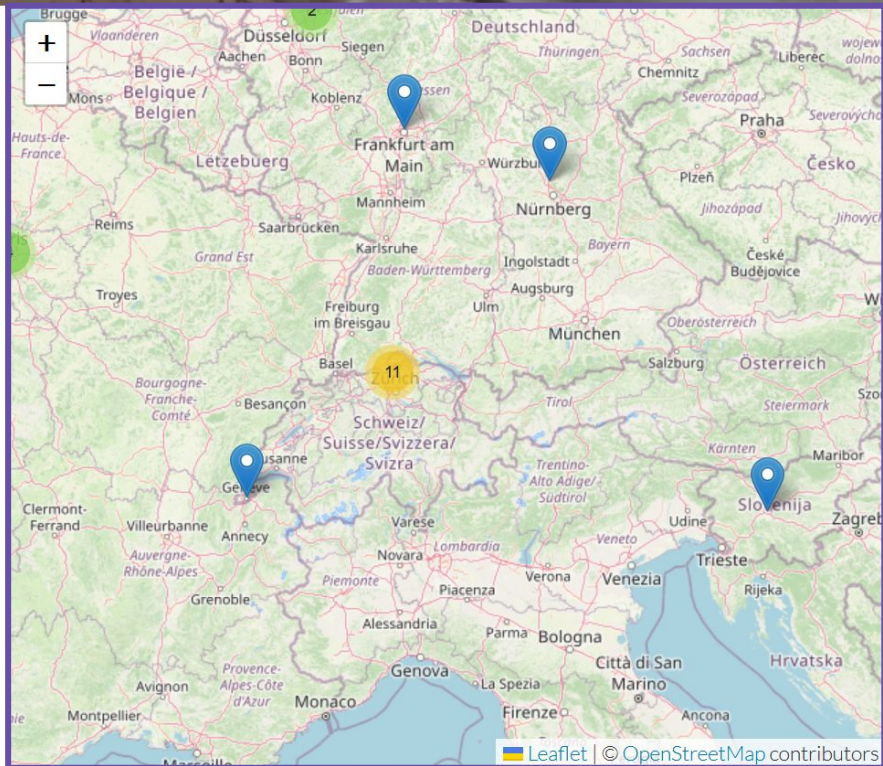 Brugge
2
Düsseldorf
Deutschland
+
Vlaanderen
Siegen
Aachen
Bonn
Thüringen
Sachsen
Liberec
België /
Belgique /
Belgien
Chemnitz
−
Mons
Koblenz
Severozápad
Praha
Hauts-de-
France
Lëtzebuerg
Frankfurt am
Main
Česko
Plzeň
Mannheim
Nürnberg
Jihozápad
Reims
Saarbrücken
Karlsruhe
Bayern
Grand Est
Baden-Württemberg
Ingolstadt
České
Budějovice
Troyes
Augsburg
Freiburg
im Breisgau
Ulm
München
Oberösterreich
Basel
11
Zürich
Salzburg
Österreich
Bourgogne-
Franche-
Comté
Besançon
Tirol
Steiermark
Schweiz/
Suisse/Svizzera/
Svizra
Kärnten
Maribor
Genève
Trentino-
Alto Adige/
Südtirol
Slovenija
Clermont-
Ferrand
Villeurbanne
Annecy
Varese
Udine
Zagreb
Auvergne-
Rhône-Alpes
Novara
Lombardia
Veneto
Trieste
Grenoble
Piemonte
Piacenza
Verona
Venezia
Rijeka
Alessandria
Parma
Bologna
Genova
Città di San
Marino
Hrvatska
Provence-
Alpes-Côte
d'Azur
La Spezia
Avignon
Monaco
Montpellier
Firenze
Ancona
Marseille
Leaflet | © OpenStreetMap contributors